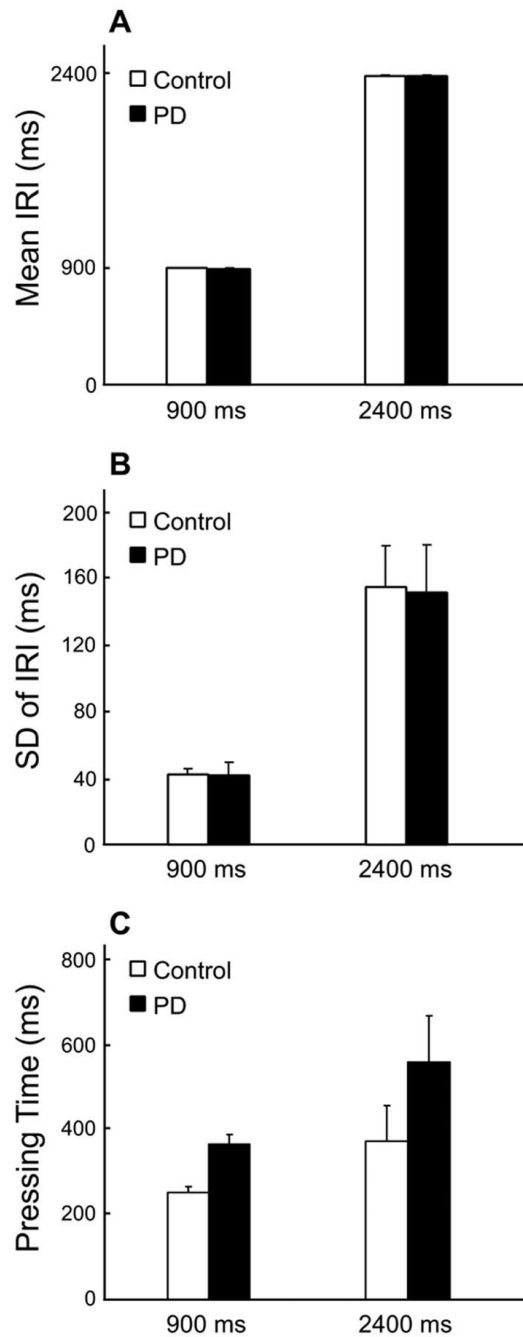 A
Mean IRI (ms)
2400
900
0
Control
PD
900 ms
2400 ms
B
SD of IRI (ms)
200
160
120
80
40
0
Control
PD
900 ms
2400 ms
C
Pressing Time (ms)
800
600
400
200
0
Control
PD
900 ms
2400 ms